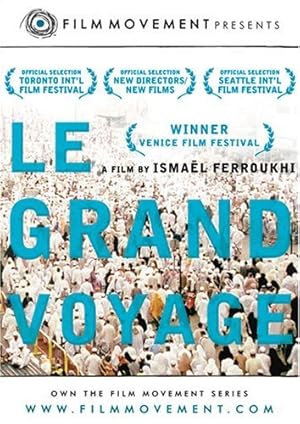 FILM MOVEMENT PRESENTS
OFFICIAL SELECTION
TORONTO INT'L
FILM FESTIVAL
OFFICIAL SELECTION
NEW DIRECTORS/
NEW FILMS
OFFICIAL SELECTION
SEATTLE INT'L
FILM FESTIVAL
WINNER
VENICE FILM FESTIVAL
LE
A FILM BY ISMAËL FERROUKHI
GRAND
VOYAGE
OWN THE FILM MOVEMENT SERIES
WWW.FILMMOVEMENT.COM